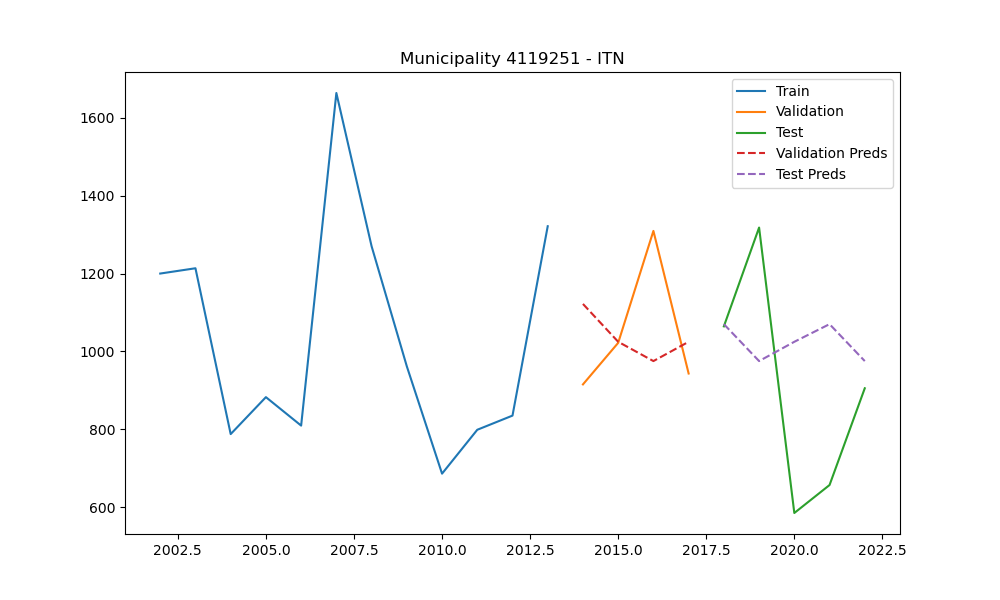 Municipality 4119251 - ITN
Train
Validation
Test
Validation Preds
Test Preds
1600
1400
1200
1000
800
600
2002.5 2005.0 2007.5 2010.0 2012.5 2015.0 2017.5 2020.0 2022.5